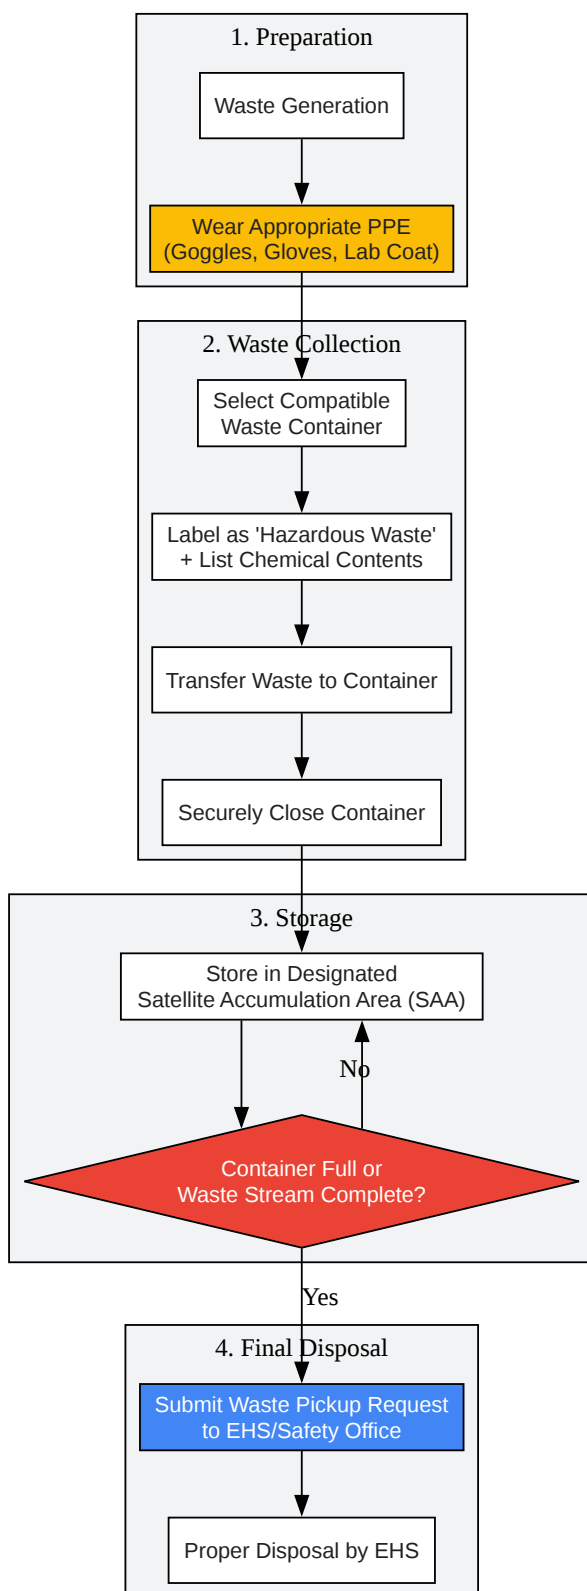 1. Preparation
Waste Generation
Wear Appropriate PPE
(Goggles, Gloves, Lab Coat)
2. Waste Collection
Select Compatible
Waste Container
Label as 'Hazardous Waste'
+ List Chemical Contents
Transfer Waste to Container
Securely Close Container
3. Storage
Store in Designated
Satellite Accumulation Area (SAA)
No
Container Full or
Waste Stream Complete?
Yes
4. Final Disposal
Submit Waste Pickup Request
to EHS/Safety Office
Proper Disposal by EHS